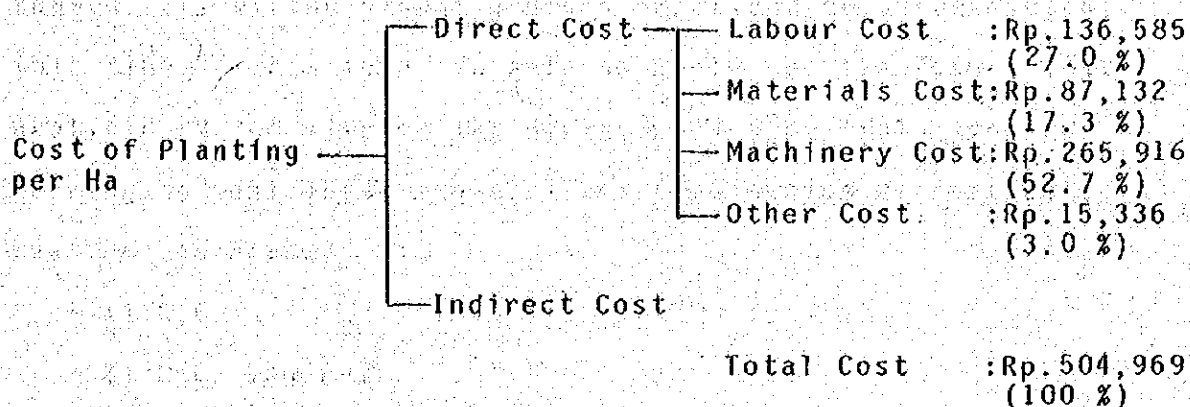 Direct Cost Labour Cost :Rp.136,585
(27.0 %)
Materials Cost:Rp.87,132
(17.3 %)
Cost of Planting Machinery Cost:Rp.265,916
per Ha (52.7 %)
Other Cost. :Rp.15,336
(3.0 %)
Indirect Cost
Total Cost :Rp.504,969
(100 %)